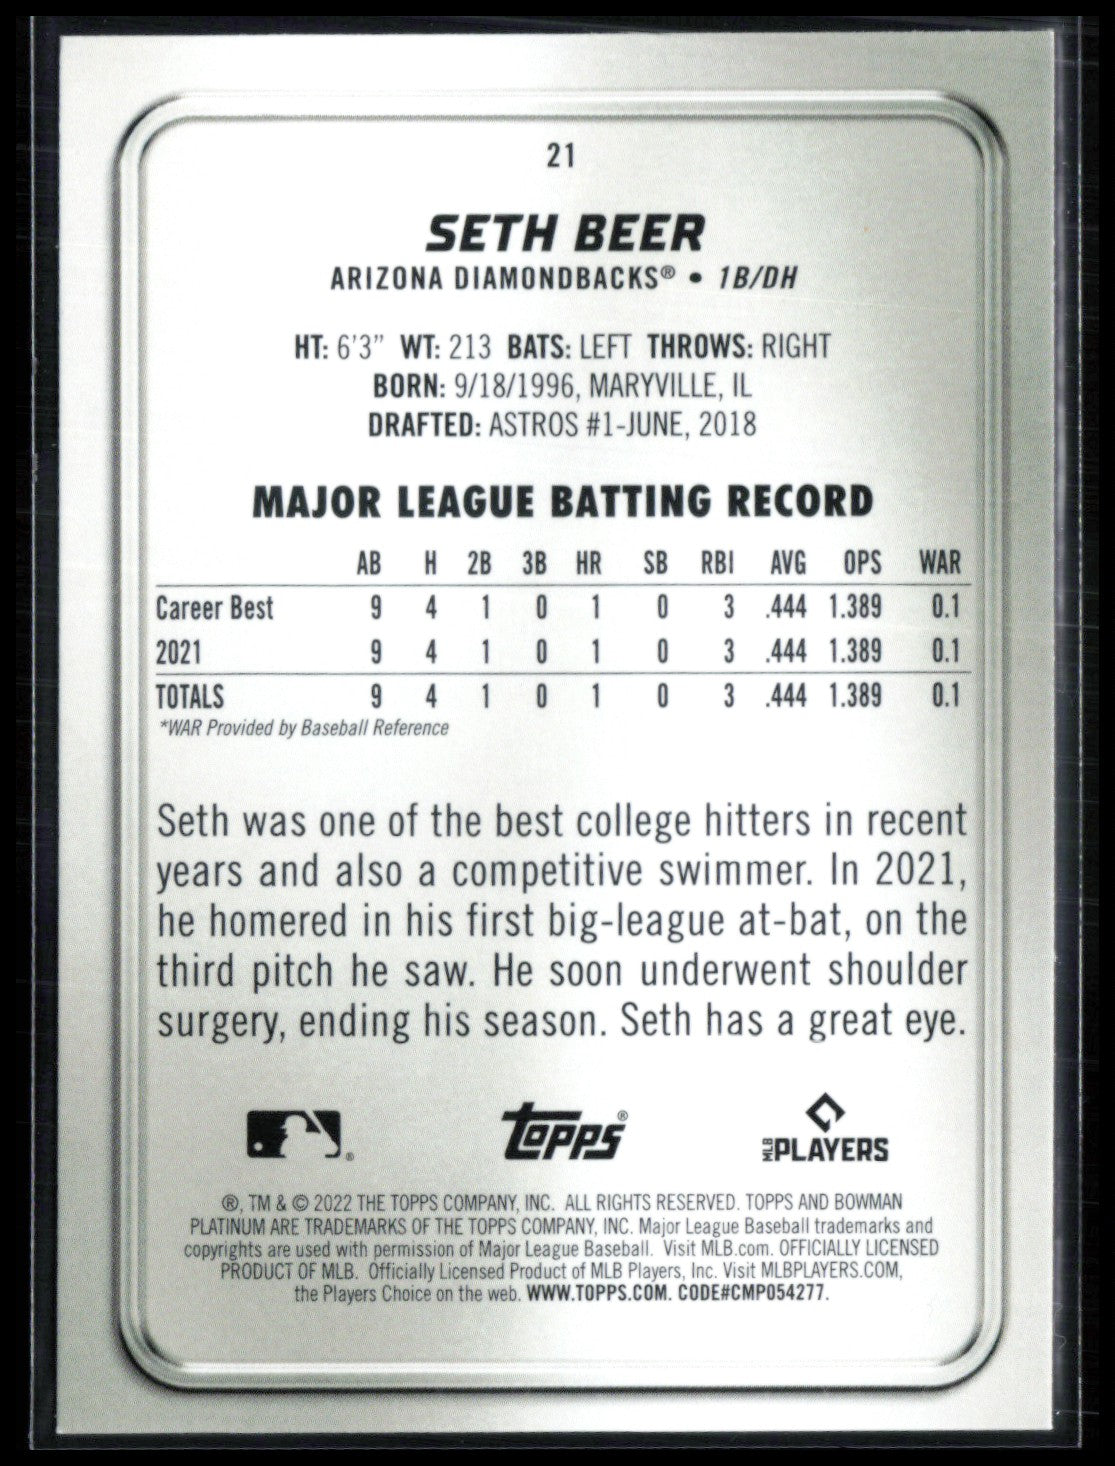 21
SETH BEER
ARIZONA DIAMONDBACKS® • 1B/DH
HT: 6'3" WT: 213 BATS: LEFT THROWS: RIGHT
BORN: 9/18/1996, MARYVILLE, IL
DRAFTED: ASTROS #1-JUNE, 2018
MAJOR LEAGUE BATTING RECORD
AB H 2B 3B HR SB RBI AVG OPS WAR
Career Best 9 4 1 0 1 0 3 .444 1.389 0.1
2021 9 4 1 0 1 0 3 .444 1.389 0.1
TOTALS 9 4 1 0 1 0 3 .444 1.389 0.1
*WAR Provided by Baseball Reference
Seth was one of the best college hitters in recent
years and also a competitive swimmer. In 2021,
he homered in his first big-league at-bat, on the
third pitch he saw. He soon underwent shoulder
surgery, ending his season. Seth has a great eye.
® Topps® MLB PLAYERS
®, TM & © 2022 THE TOPPS COMPANY, INC. ALL RIGHTS RESERVED. TOPPS AND BOWMAN
PLATINUM ARE TRADEMARKS OF THE TOPPS COMPANY, INC. Major League Baseball trademarks and
copyrights are used with permission of Major League Baseball. Visit MLB.com. OFFICIALLY LICENSED
PRODUCT OF MLB. Officially Licensed Product of MLB Players, Inc. Visit MLBPLAYERS.COM,
the Players Choice on the web. WWW.TOPPS.COM. CODE#CMP054277.